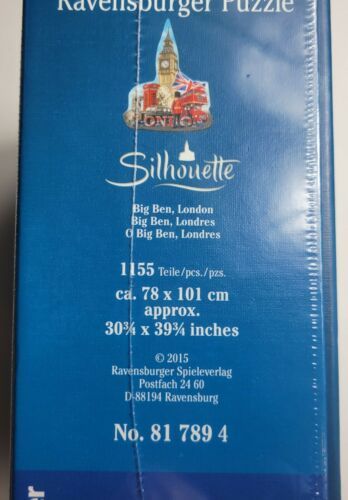 Ravensburger Puzzle
LONDON
Silhouette
Big Ben, London
Big Ben, Londres
O Big Ben, Londres
1155 Teile/pcs./pzs.
ca. 78 x 101 cm
approx.
30¾ x 39¾ inches
© 2015
Ravensburger Spieleverlag
Postfach 24 60
D-88194 Ravensburg
No. 81 789 4
er